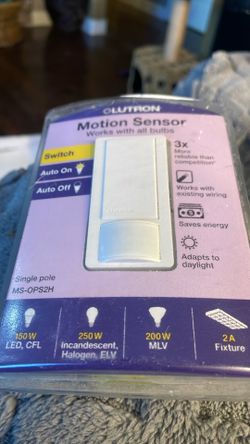 LUTRON
Motion Sensor
Works with all bulbs
Switch
Auto On
Auto Off
3x
More
reliable than
competition
Works with
existing wiring
Saves energy
Adapts to
daylight
Single pole
MS-OPS2H
150W
LED, CFL
250W
Incandescent,
Halogen, ELV
200W
MLV
2A
Fixture